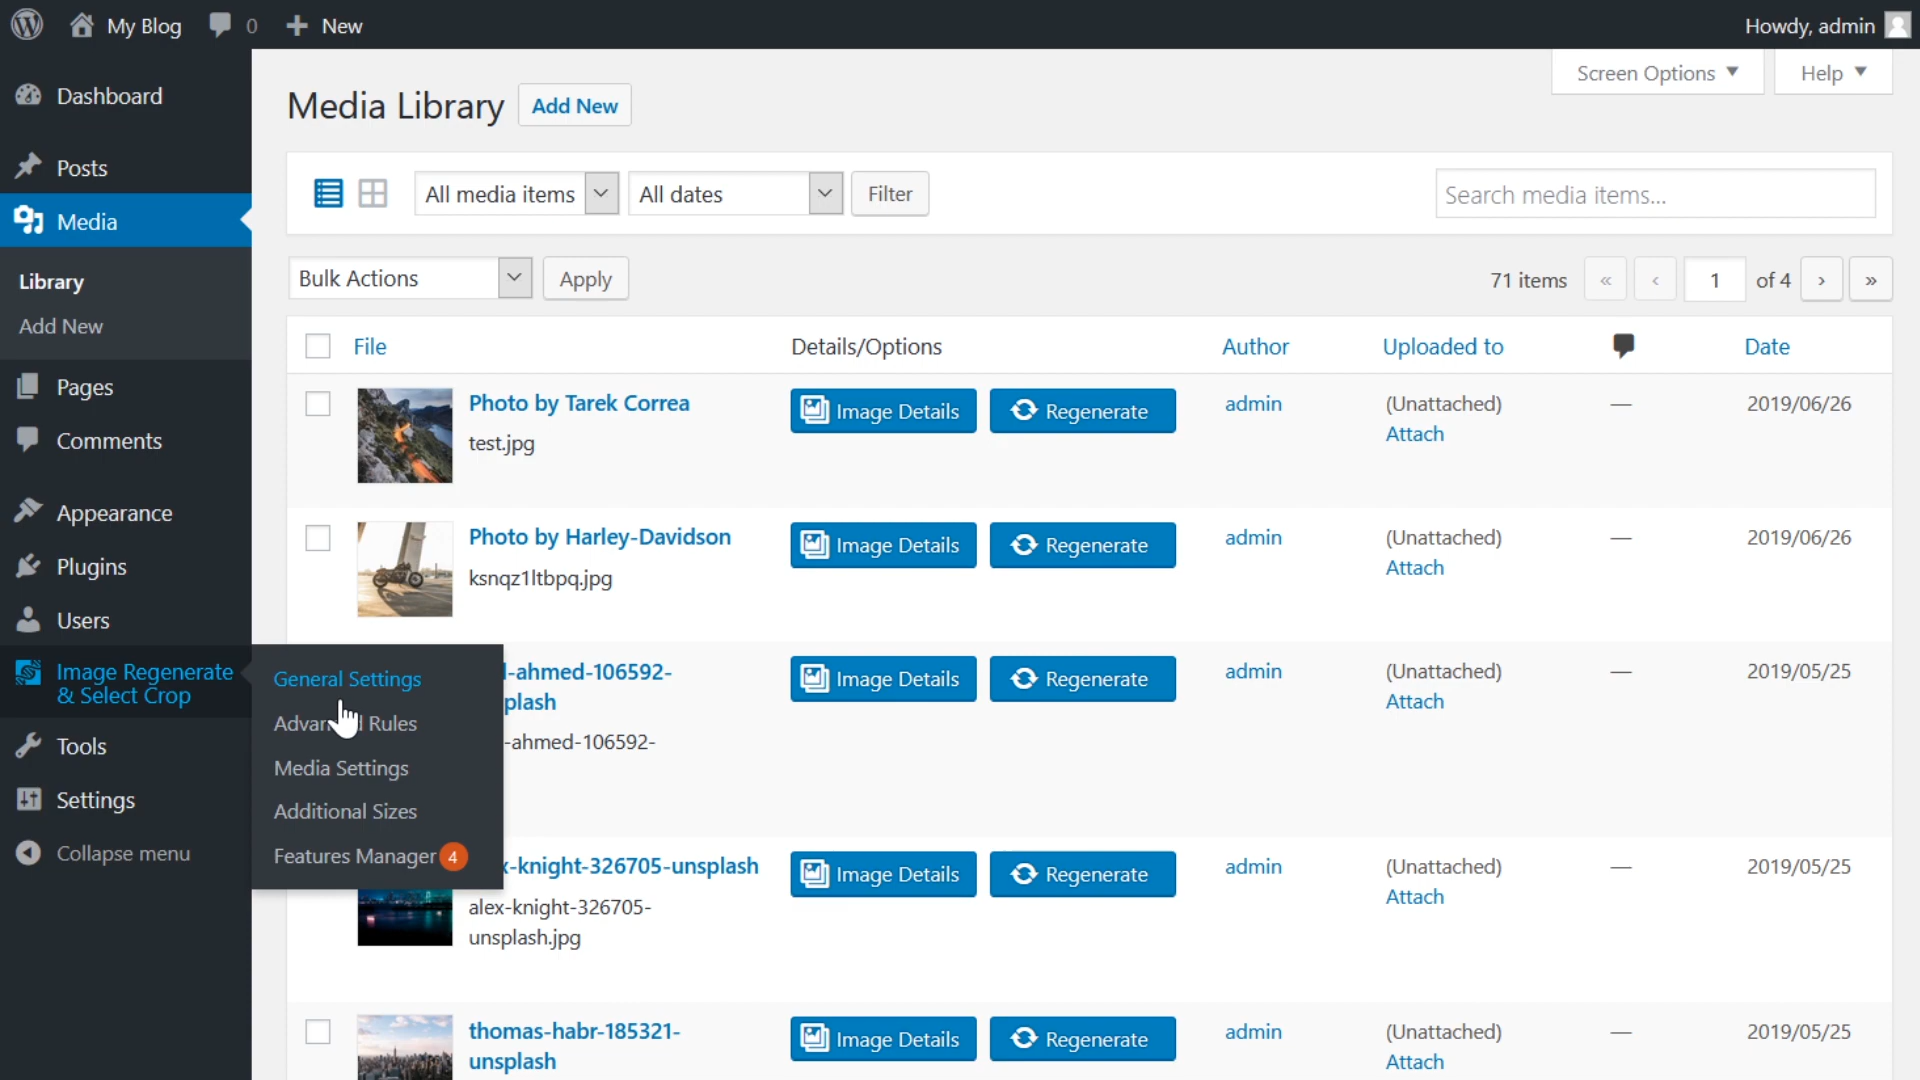 My Blog 0 New Howdy, admin
Screen Options Help
Dashboard
Posts
Media
Library
Add New
Pages
Comments
Appearance
Plugins
Users
Image Regenerate
& Select Crop
Tools
Settings
Collapse menu
General Settings
Rules
Media Settings
Additional Sizes
Features Manager 4
Media Library Add New
All media items All dates Filter Search media items...
Bulk Actions Apply 71 items « ‹ 1 of 4 › »
File Details/Options Author Uploaded to Date
Photo by Tarek Correa Image Details Regenerate admin (Unattached) — 2019/06/26
Attach
test.jpg
Photo by Harley-Davidson Image Details Regenerate admin (Unattached) — 2019/06/26
Attach
ksnqz1ltbpq.jpg
-ahmed-106592- Image Details Regenerate admin (Unattached) — 2019/05/25
plash Attach
-ahmed-106592-
-knight-326705-unsplash Image Details Regenerate admin (Unattached) — 2019/05/25
Attach
alex-knight-326705-
unsplash.jpg
thomas-habr-185321- Image Details Regenerate admin (Unattached) — 2019/05/25
unsplash Attach